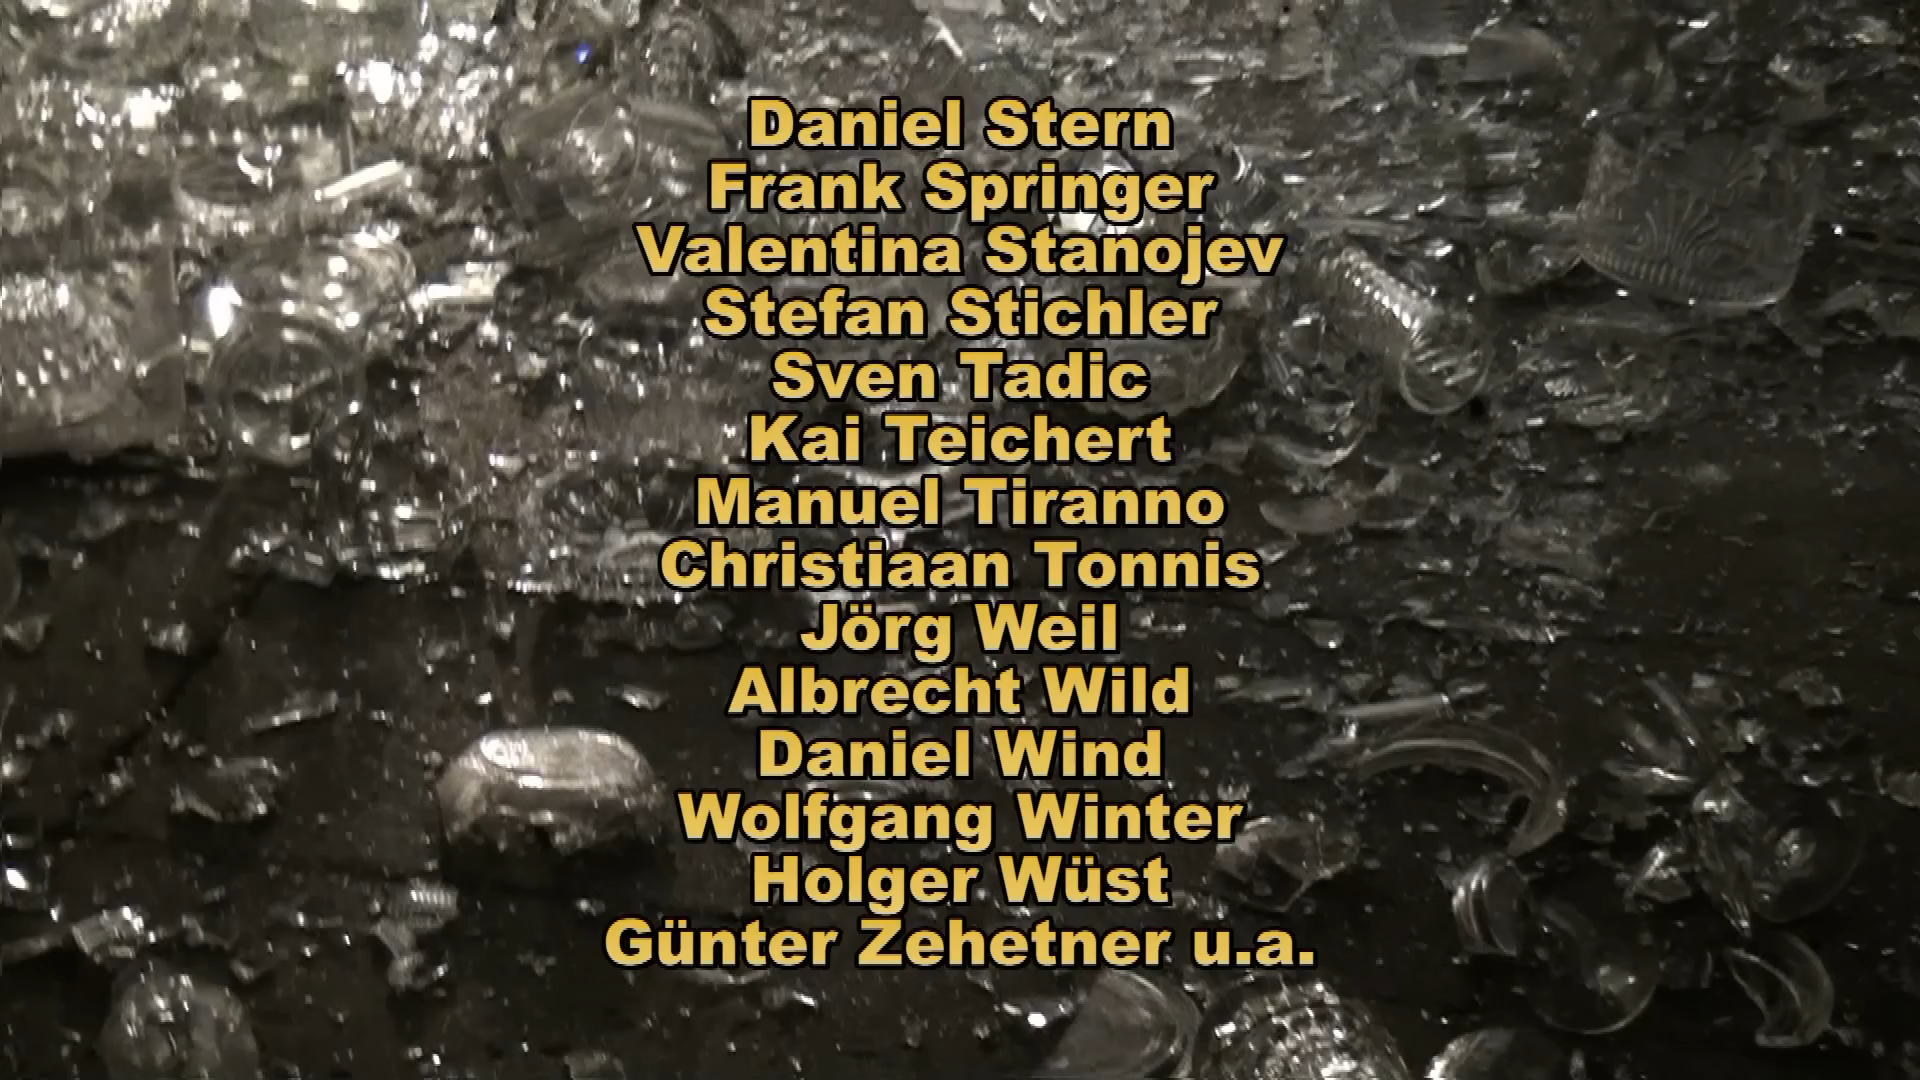 Daniel Stern
Frank Springer
Valentina Stanojev
Stefan Stichler
Sven Tadic
Kai Teichert
Manuel Tiranno
Christiaan Tonnis
Jörg Weil
Albrecht Wild
Daniel Wind
Wolfgang Winter
Holger Wüst
Günter Zehetner u.a.